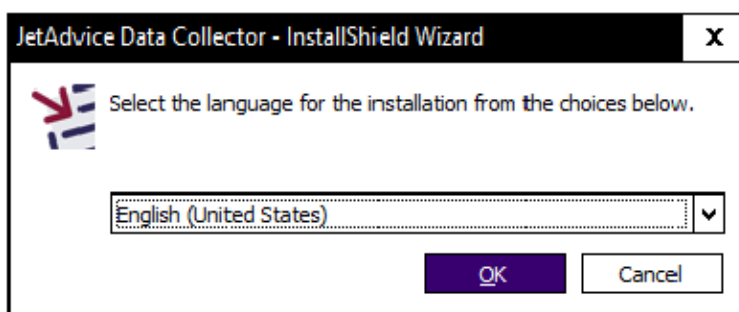 JetAdvice Data Collector - InstallShield Wizard
X
Select the language for the installation from the choices below.
English (United States)
OK
Cancel